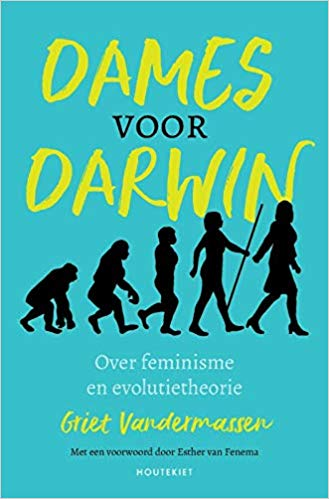 DAMES
VOOR
DARWIN
Over feminisme
en evolutietheorie
Griet Vandermassen
Met een voorwoord door Esther van Fenema
HOUTEKIET